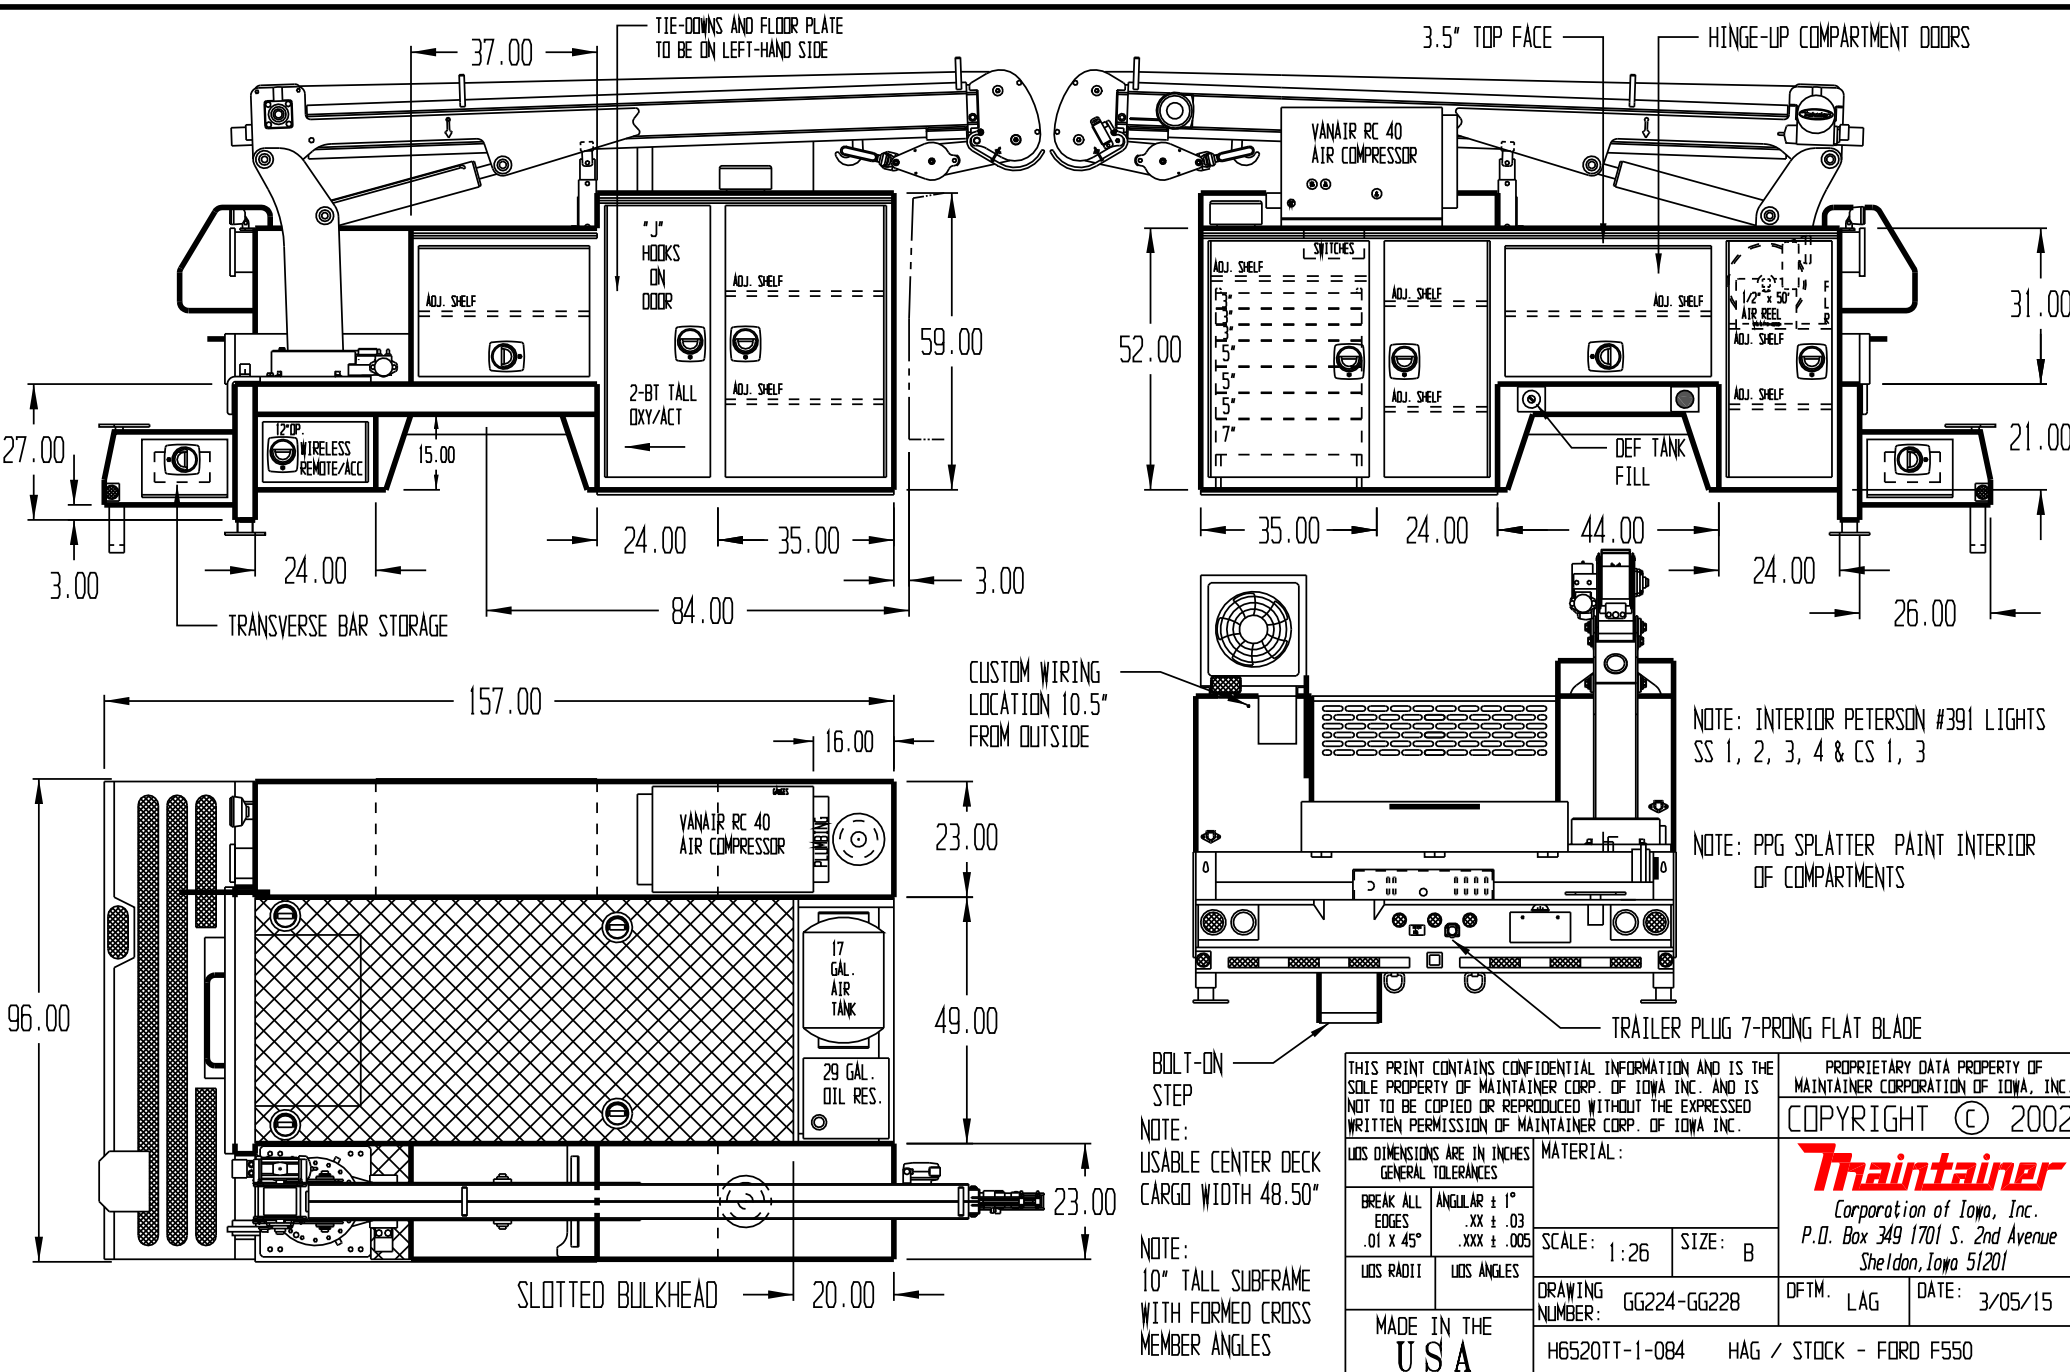 TIE-DOWNS AND FLOOR PLATE
TO BE ON LEFT-HAND SIDE
37.00
"J"
HOOKS
ON
DOOR
ADJ. SHELF
ADJ. SHELF
ADJ. SHELF
2-BT TALL
OXY/ACT
59.00
27.00
12"OP.
WIRELESS
REMOTE/ACC
15.00
3.00
24.00
24.00
35.00
3.00
84.00
TRANSVERSE BAR STORAGE
3.5" TOP FACE
HINGE-UP COMPARTMENT DOORS
VANAIR RC 40
AIR COMPRESSOR
SWITCHES
ADJ. SHELF
3"
3"
3"
5"
5"
5"
7"
ADJ. SHELF
ADJ. SHELF
ADJ. SHELF
1/2" x 50'
AIR REEL
F
L
R
ADJ. SHELF
ADJ. SHELF
52.00
31.00
21.00
DEF TANK
FILL
35.00
24.00
44.00
24.00
26.00
157.00
16.00
96.00
VANAIR RC 40
AIR COMPRESSOR
GAUGES
PLUMBING
23.00
17
GAL.
AIR
TANK
49.00
29 GAL.
OIL RES.
23.00
SLOTTED BULKHEAD
20.00
CUSTOM WIRING
LOCATION 10.5"
FROM OUTSIDE
NOTE: INTERIOR PETERSON #391 LIGHTS
SS 1, 2, 3, 4 & CS 1, 3
NOTE: PPG SPLATTER PAINT INTERIOR
OF COMPARTMENTS
TRAILER PLUG 7-PRONG FLAT BLADE
BOLT-ON
STEP
NOTE:
USABLE CENTER DECK
CARGO WIDTH 48.50"
NOTE:
10" TALL SUBFRAME
WITH FORMED CROSS
MEMBER ANGLES
THIS PRINT CONTAINS CONFIDENTIAL INFORMATION AND IS THE
SOLE PROPERTY OF MAINTAINER CORP. OF IOWA INC. AND IS
NOT TO BE COPIED OR REPRODUCED WITHOUT THE EXPRESSED
WRITTEN PERMISSION OF MAINTAINER CORP. OF IOWA INC.
PROPRIETARY DATA PROPERTY OF
MAINTAINER CORPORATION OF IOWA, INC.
COPYRIGHT © 2002
UOS DIMENSIONS ARE IN INCHES
GENERAL TOLERANCES
BREAK ALL
EDGES
.01 X 45°
ANGULAR ± 1°
.XX ± .03
.XXX ± .005
UOS RADII
UOS ANGLES
MADE IN THE
USA
MATERIAL:
SCALE: 1:26
SIZE: B
Maintainer
Corporation of Iowa, Inc.
P.O. Box 349 1701 S. 2nd Avenue
Sheldon, Iowa 51201
DRAWING
NUMBER: GG224-GG228
DFTM. LAG
DATE: 3/05/15
H6520TT-1-084 HAG / STOCK - FORD F550